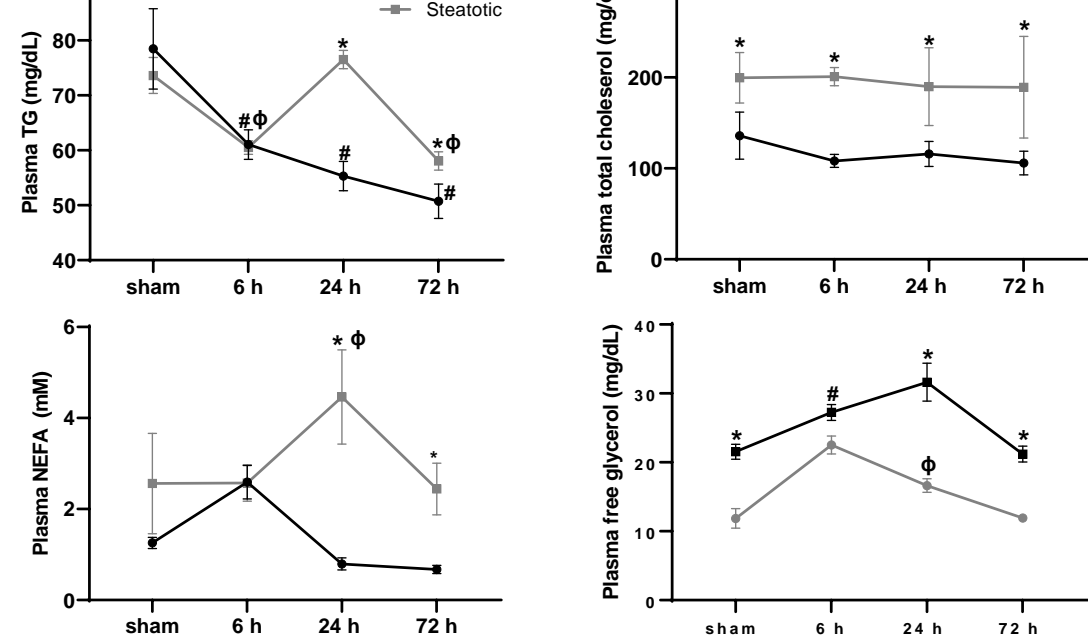 Steatotic
Plasma TG (mg/dL)
80
70
60
50
40
*
#ϕ
#
*ϕ
#
sham 6 h 24 h 72 h
Plasma total choleserol (mg/
200
100
0
* * * *
sham 6 h 24 h 72 h
Plasma NEFA (mM)
6
4
2
0
* ϕ
*
sham 6 h 24 h 72 h
Plasma free glycerol (mg/dL)
40
30
20
10
0
*
#
*
ϕ
*
sham 6 h 24 h 72 h